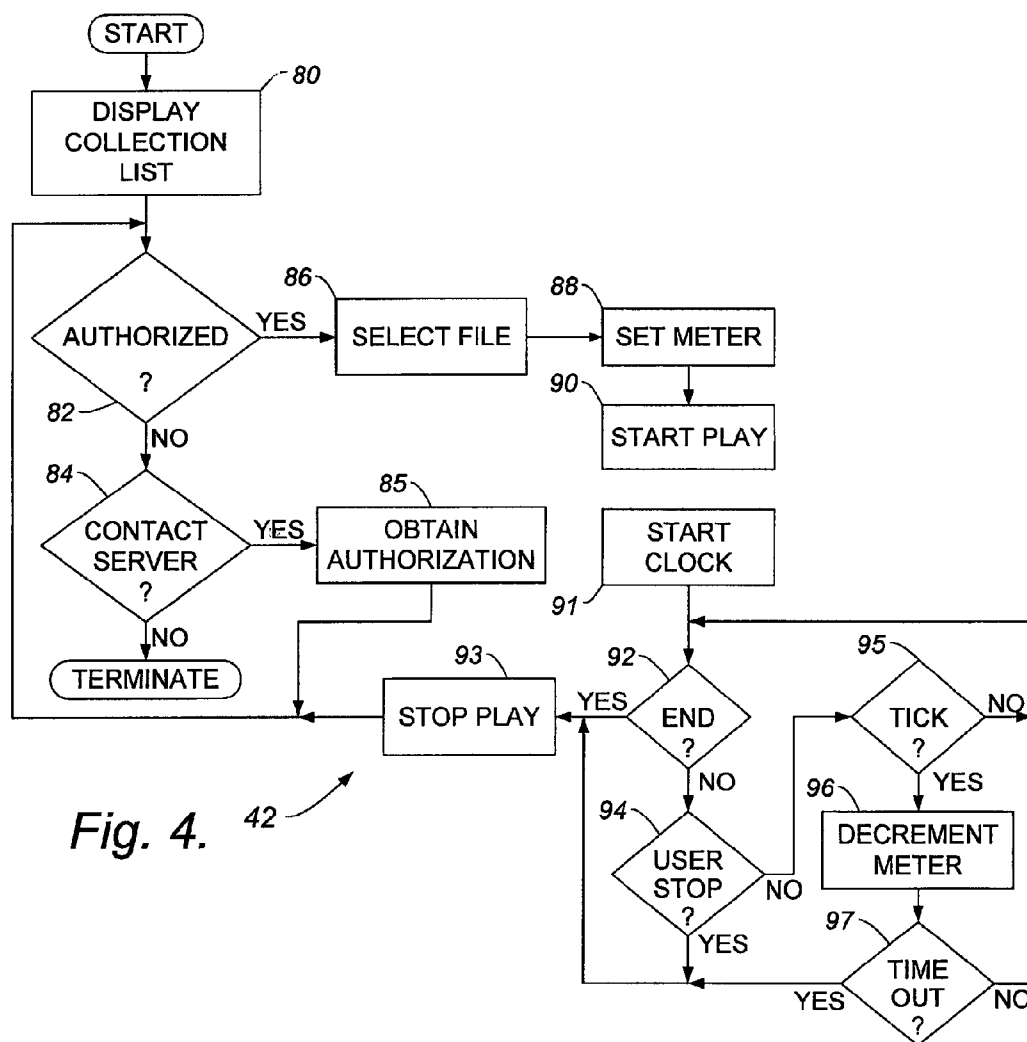 START
80
DISPLAY
COLLECTION
LIST
AUTHORIZED
?
82
YES
86
SELECT FILE
88
SET METER
90
START PLAY
NO
84
CONTACT
SERVER
?
YES
85
OBTAIN
AUTHORIZATION
NO
TERMINATE
START
CLOCK
91
92
END
?
YES
93
STOP PLAY
NO
94
USER
STOP
?
NO
YES
95
TICK
?
NO
YES
96
DECREMENT
METER
97
TIME
OUT
?
YES
NO
Fig. 4.
42